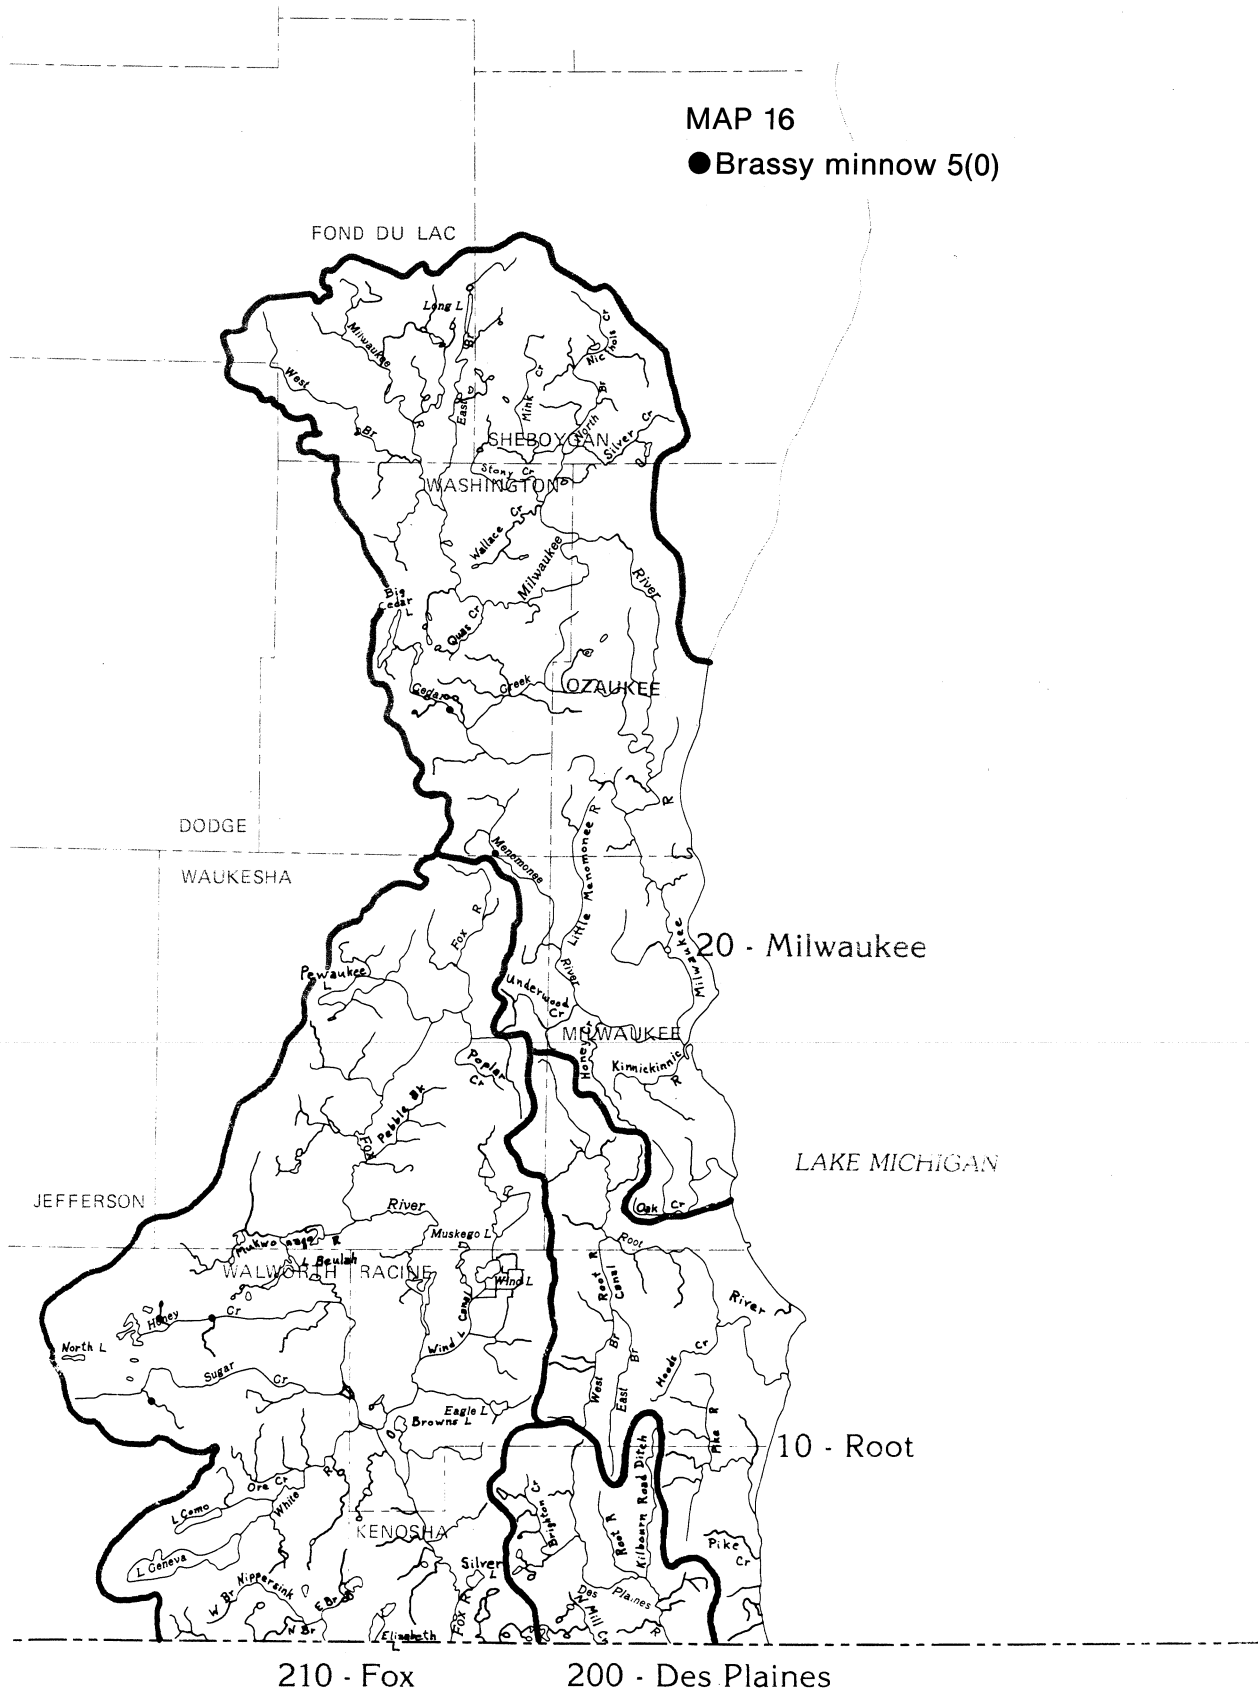 MAP 16
●Brassy minnow 5(0)
FOND DU LAC
Long L
Cr
Nichols
Milwaukee
Br
West
Cr
Mink
East
Br
R
Br
North
Cr
Silver
SHEBOYGAN
Stony Cr
WASHINGTON
Cr
Wallace
Milwaukee
River
Big
Cedar
L
Quas Cr
Cedar
Creek
OZAUKEE
R
Little Menomonee R
DODGE
Menomonee
WAUKESHA
Fox R
Milwaukee
20 - Milwaukee
River
Pewaukee
L
Underwood
Cr
MILWAUKEE
Honey
Kinnickinnic
R
Poplar
Cr
Pebble Bk
Fox
LAKE MICHIGAN
JEFFERSON
River
Oak Cr
Muskego L
Root
Mukwonago R
L Beulah
WALWORTH
RACINE
Wind L
Root R
Canal
River
Honey Cr
Wind L Canal
North L
Br
Br
Cr
Hoods
Sugar Cr
West
East
Eagle L
Browns L
Pike R
10 - Root
Ore Cr
R
White
L Como
Brighton Cr
Root R
Kilbourn Road Ditch
KENOSHA
Pike
Cr
L Geneva
Silver
L
W Br Nippersink
E Br
N Br
Fox R
Des Plaines
R
N Mill
Cr
Elizabeth
L
210 - Fox
200 - Des Plaines